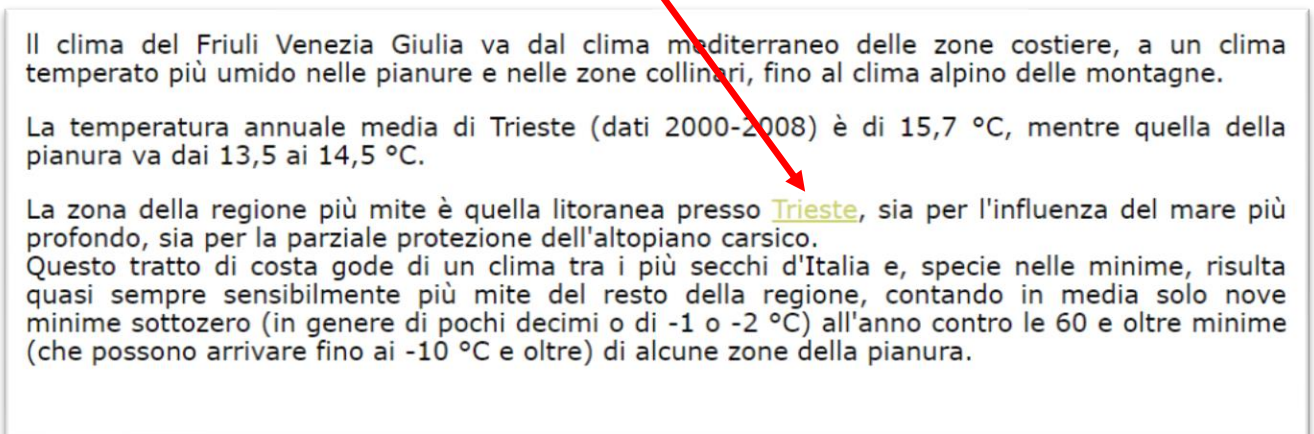 Il clima del Friuli Venezia Giulia va dal clima mediterraneo delle zone costiere, a un clima
temperato più umido nelle pianure e nelle zone collinari, fino al clima alpino delle montagne.
La temperatura annuale media di Trieste (dati 2000-2008) è di 15,7 °C, mentre quella della
pianura va dai 13,5 ai 14,5 °C.
La zona della regione più mite è quella litoranea presso Trieste, sia per l'influenza del mare più
profondo, sia per la parziale protezione dell'altopiano carsico.
Questo tratto di costa gode di un clima tra i più secchi d'Italia e, specie nelle minime, risulta
quasi sempre sensibilmente più mite del resto della regione, contando in media solo nove
minime sottozero (in genere di pochi decimi o di -1 o -2 °C) all'anno contro le 60 e oltre minime
(che possono arrivare fino ai -10 °C e oltre) di alcune zone della pianura.